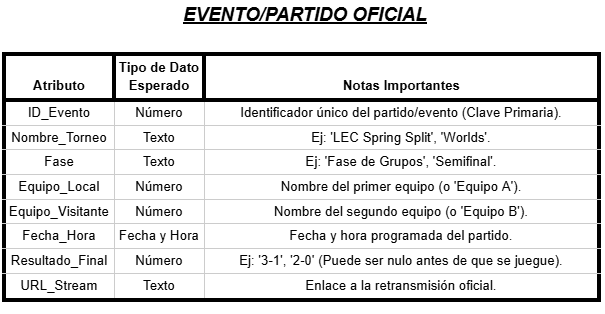 EVENTO/PARTIDO OFICIAL
Atributo Tipo de Dato Esperado Notas Importantes
ID_Evento Número Identificador único del partido/evento (Clave Primaria).
Nombre_Torneo Texto Ej: 'LEC Spring Split', 'Worlds'.
Fase Texto Ej: 'Fase de Grupos', 'Semifinal'.
Equipo_Local Número Nombre del primer equipo (o 'Equipo A').
Equipo_Visitante Número Nombre del segundo equipo (o 'Equipo B').
Fecha_Hora Fecha y Hora Fecha y hora programada del partido.
Resultado_Final Número Ej: '3-1', '2-0' (Puede ser nulo antes de que se juegue).
URL_Stream Texto Enlace a la retransmisión oficial.